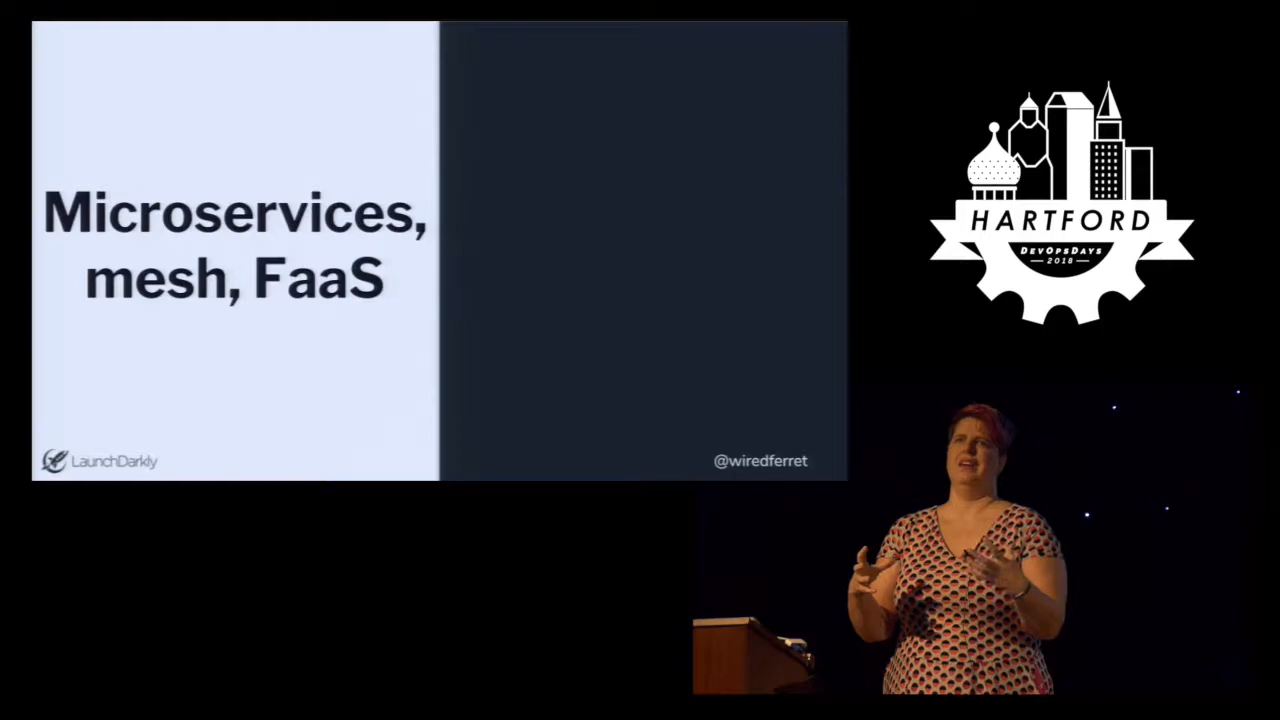 Microservices,
mesh, FaaS
LaunchDarkly
@wiredferret
HARTFORD
DEVOPSDAYS
2018